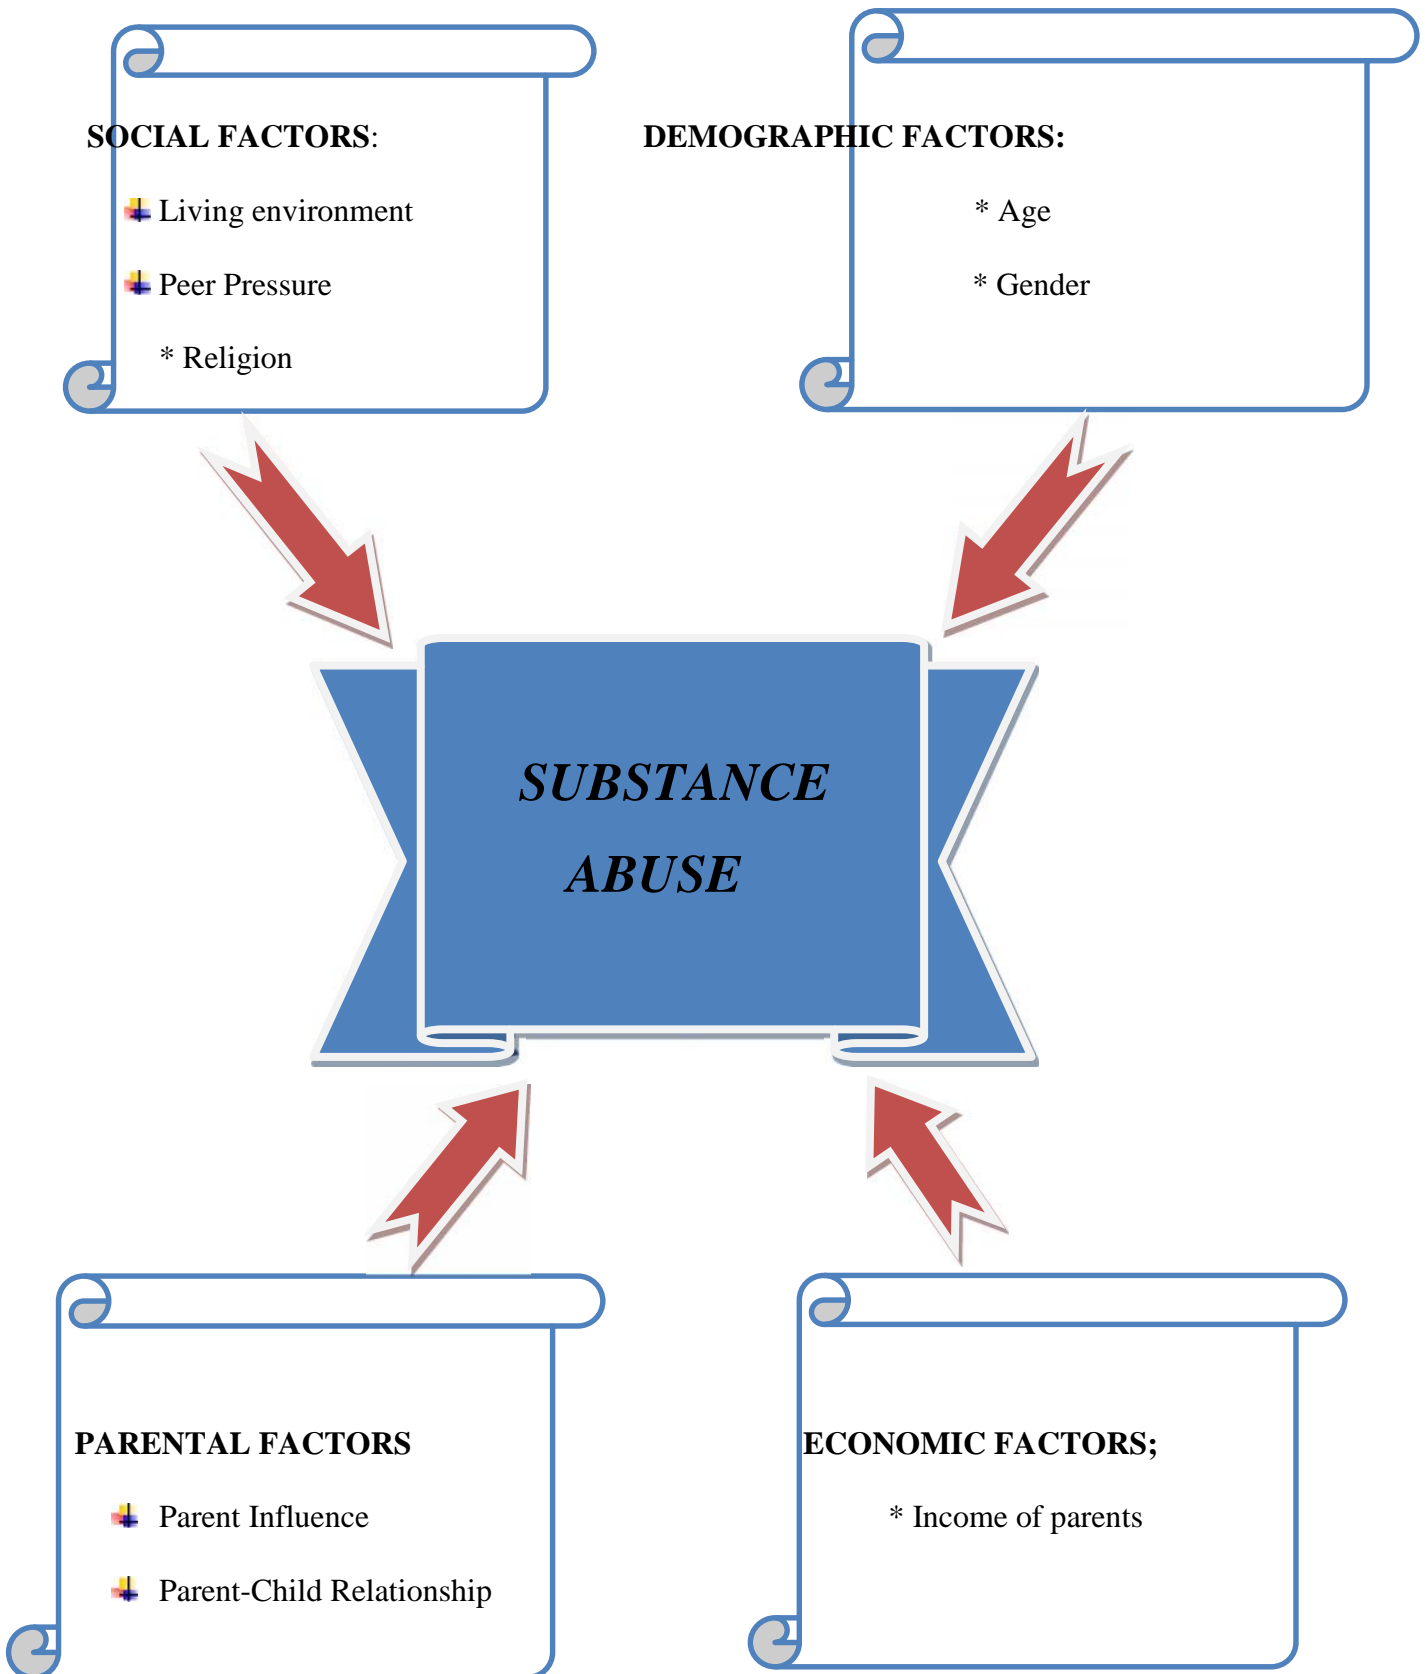 SOCIAL FACTORS:
Living environment
Peer Pressure
* Religion
DEMOGRAPHIC FACTORS:
* Age
* Gender
SUBSTANCE
ABUSE
PARENTAL FACTORS
Parent Influence
Parent-Child Relationship
ECONOMIC FACTORS;
* Income of parents